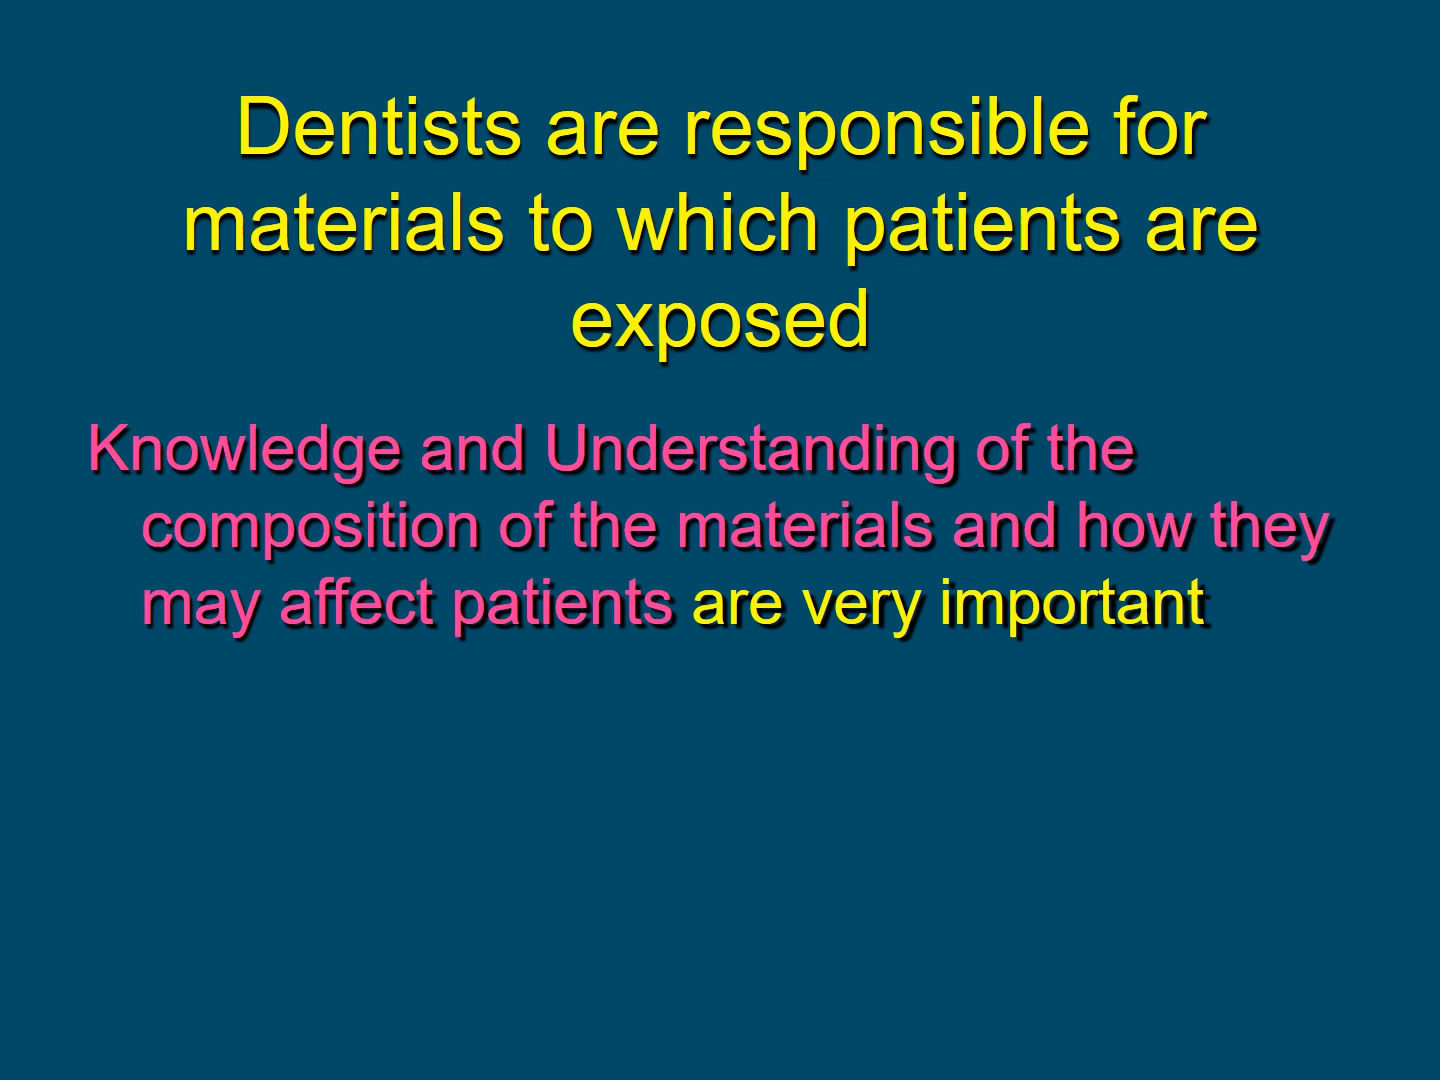 Dentists are responsible for
materials to which patients are
exposed
Knowledge and Understanding of the
composition of the materials and how they
may affect patients are very important